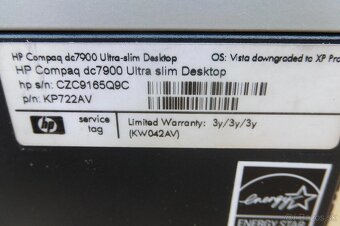 HP Compaq dc7900 Ultra-slim Desktop OS: Vista downgraded to XP Pro
HP Compaq dc7900 Ultra slim Desktop
hp s/n: CZC9165Q9C
p/n: KP722AV
hp service tag Limited Warranty: 3y/3y/3y
(KW042AV)
energy
ENERGY STAR